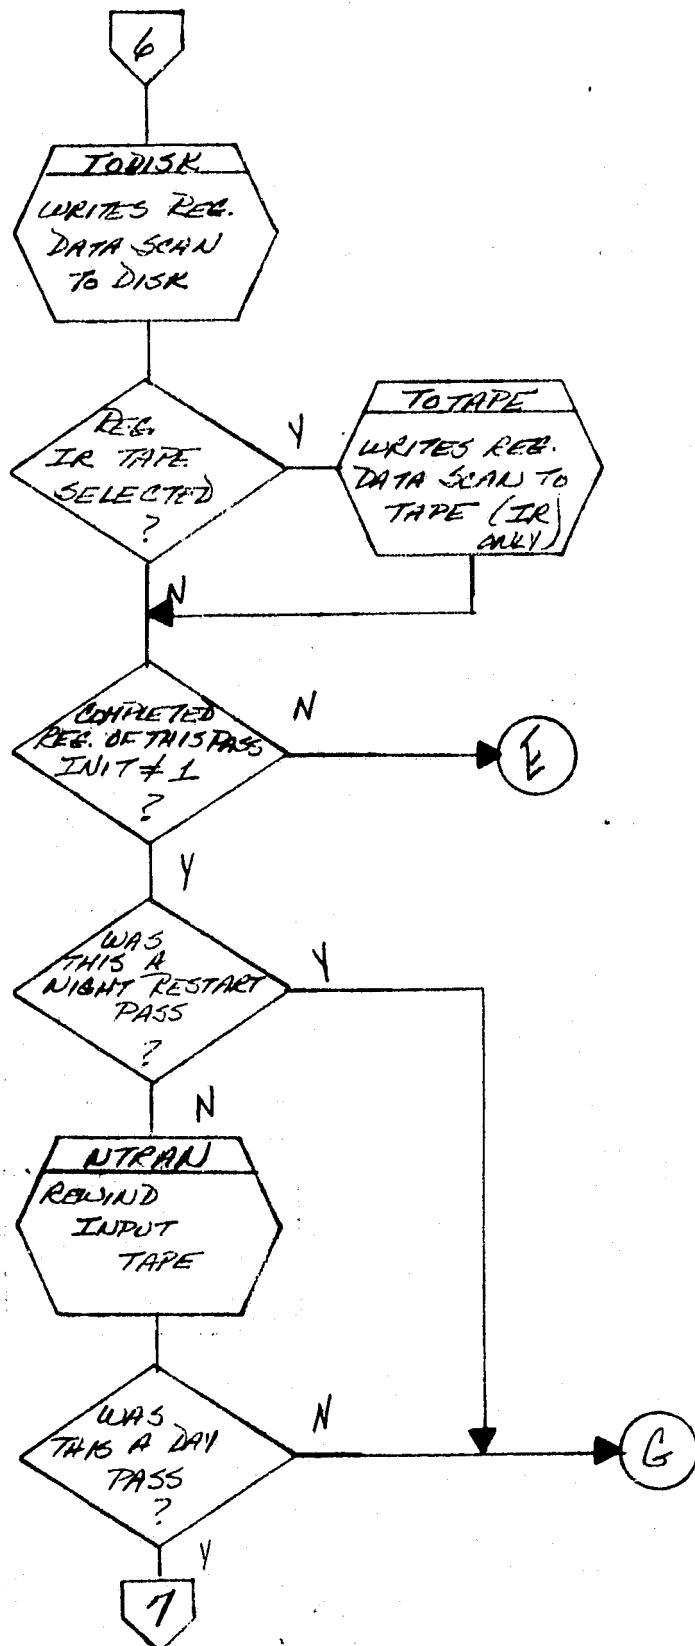 6
TODISK
WRITES REG.
DATA SCAN
TO DISK
REG.
IR TAPE
SELECTED
?
Y
TOTAPE
WRITES REG.
DATA SCAN TO
TAPE (IR
ONLY)
N
COMPLETED
REG. OF THIS PASS
INIT ≠ 1
?
N
E
Y
WAS
THIS A
NIGHT RESTART
PASS
?
Y
N
NTRAN
REWIND
INPUT
TAPE
WAS
THIS A DAY
PASS
?
N
G
Y
7